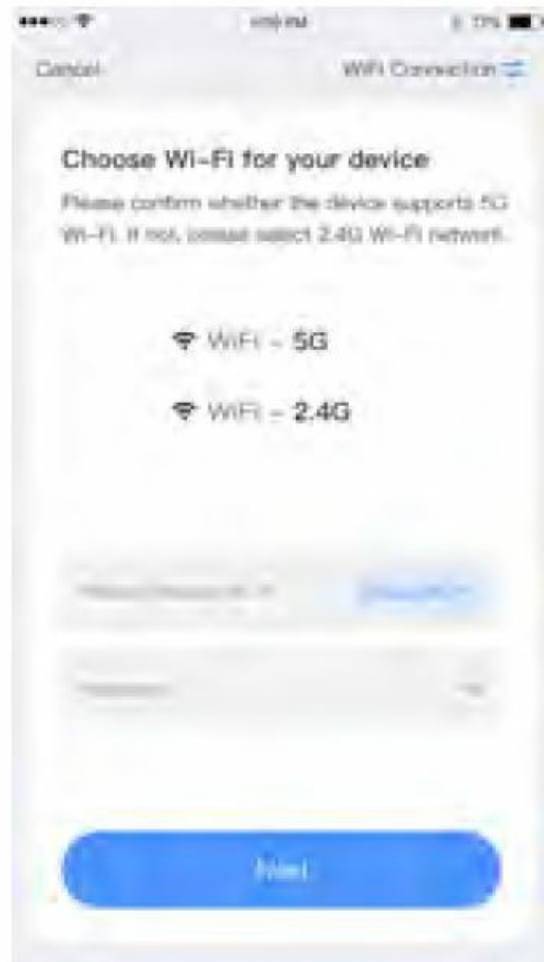 Cancel
WiFi Connection
Choose Wi-Fi for your device
Please confirm whether the device supports 5G
Wi-Fi. If not, please select 2.4G Wi-Fi network.
WiFi - 5G
WiFi - 2.4G
Next